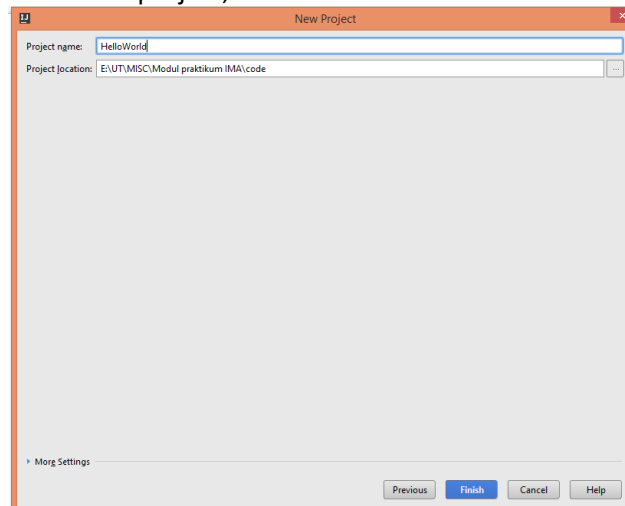 New Project
Project name: HelloWorld
Project location: E:\UT\MISC\Modul praktikum IMA\code
...
More Settings
Previous Finish Cancel Help